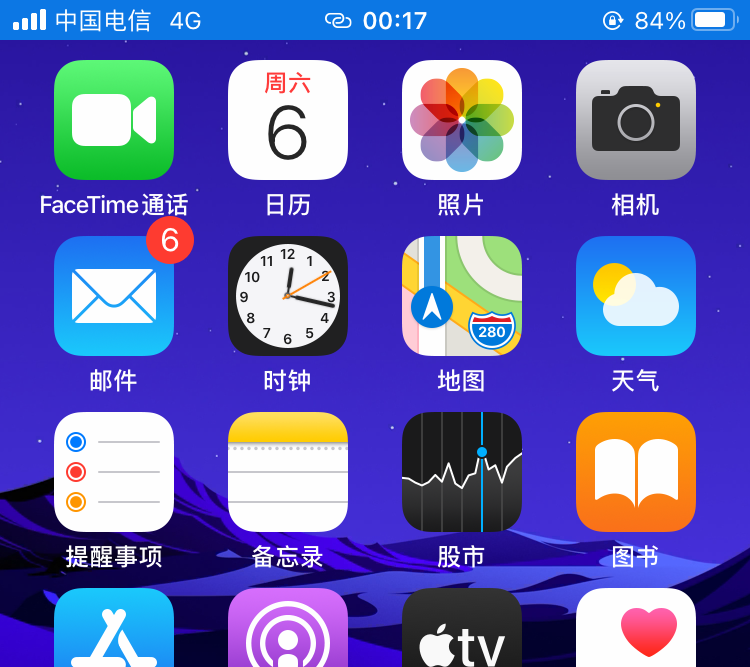 中国电信 4G 00:17 84%
周六
6
FaceTime通话 日历 照片 相机
6
12
11 1
10 2
9 3
8 4
7 5
6
280
邮件 时钟 地图 天气
提醒事项 备忘录 股市 图书
tv